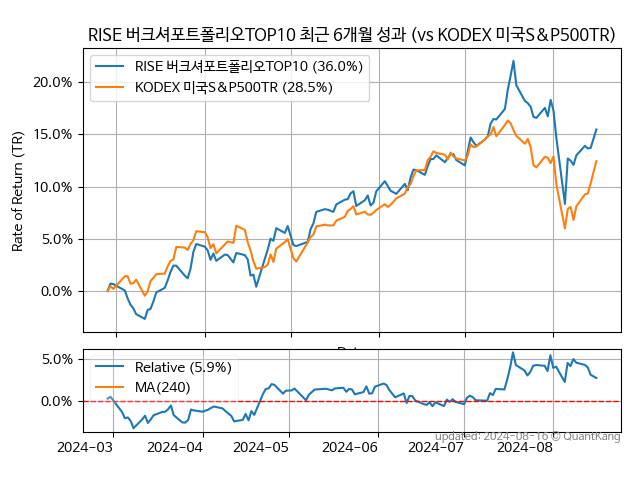 RISE 버크셔포트폴리오TOP10 최근 6개월 성과 (vs KODEX 미국S&P500TR)
RISE 버크셔포트폴리오TOP10 (36.0%)
KODEX 미국S&P500TR (28.5%)
Rate of Return (TR)
20.0%
15.0%
10.0%
5.0%
0.0%
5.0%
0.0%
Relative (5.9%)
MA(240)
2024-03
2024-04
2024-05
2024-06
2024-07
2024-08
updated: 2024-08-16 © QuantKang